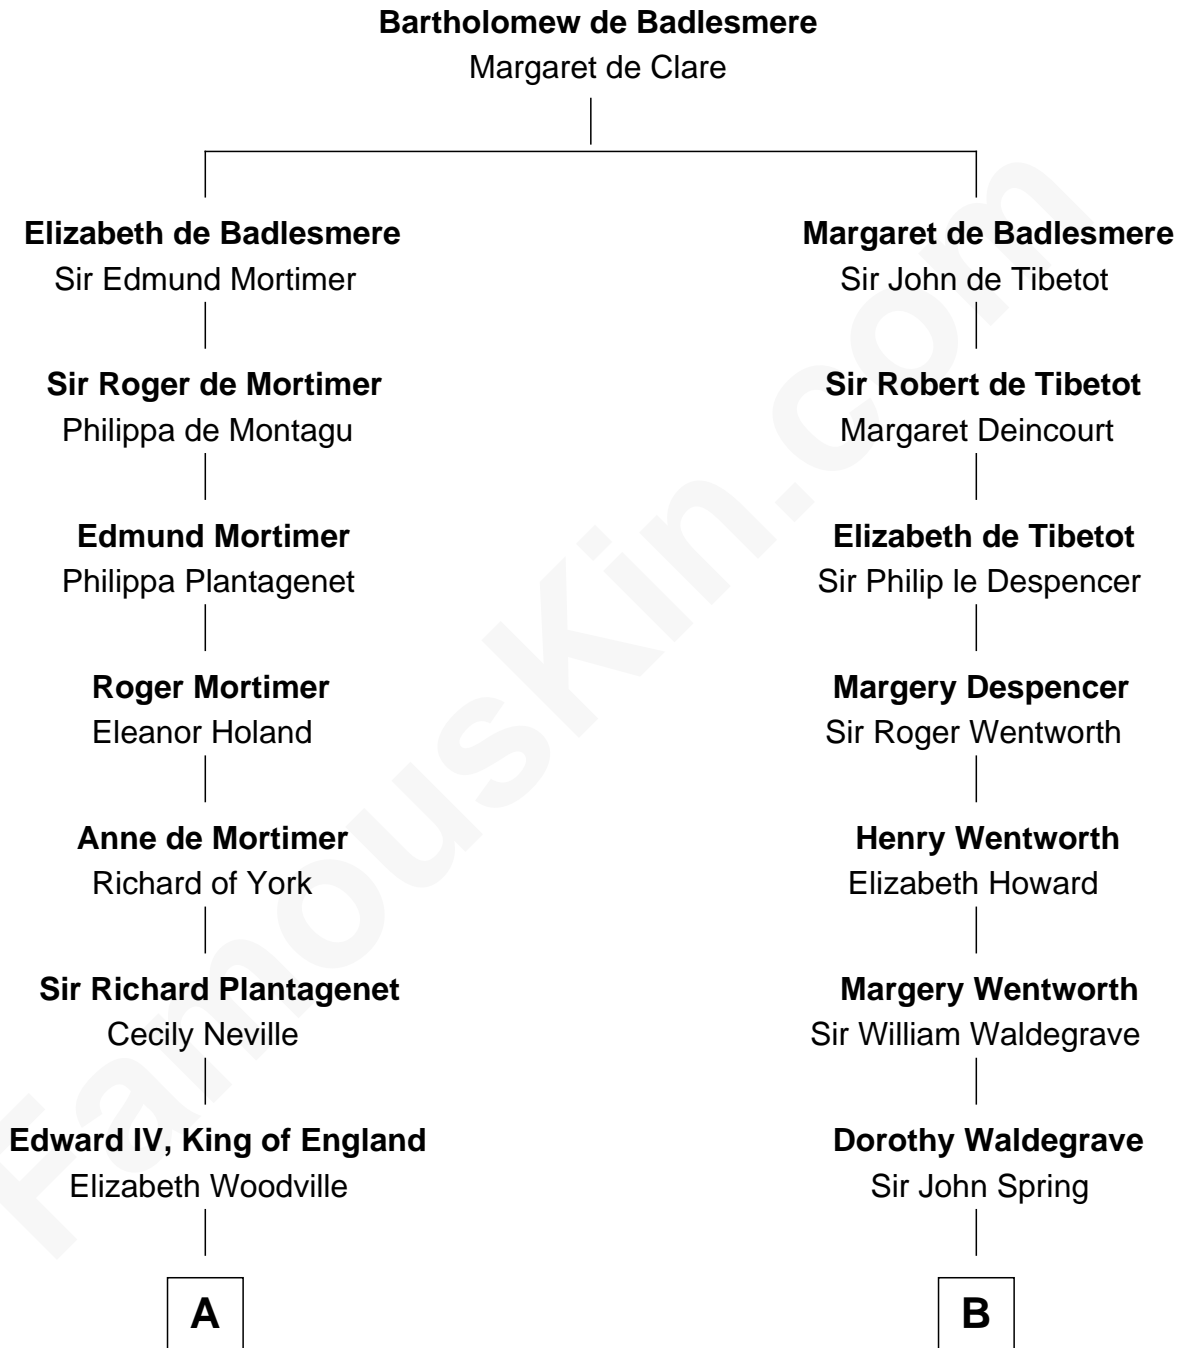 Bartholomew de Badlesmere
Margaret de Clare
Elizabeth de Badlesmere
Sir Edmund Mortimer
Margaret de Badlesmere
Sir John de Tibetot
Sir Roger de Mortimer
Philippa de Montagu
Sir Robert de Tibetot
Margaret Deincourt
Edmund Mortimer
Philippa Plantagenet
Elizabeth de Tibetot
Sir Philip le Despencer
Roger Mortimer
Eleanor Holand
Margery Despencer
Sir Roger Wentworth
Anne de Mortimer
Richard of York
Henry Wentworth
Elizabeth Howard
Sir Richard Plantagenet
Cecily Neville
Margery Wentworth
Sir William Waldegrave
Edward IV, King of England
Elizabeth Woodville
Dorothy Waldegrave
Sir John Spring
A
B
FamousKin.com